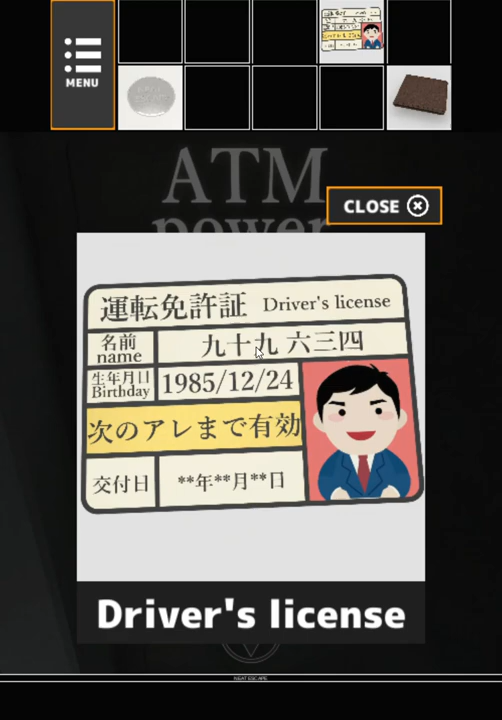 MENU
ATM
power
CLOSE
運転免許証 Driver's license
名前
name
九十九 六三四
生年月日
Birthday
1985/12/24
次のアレまで有効
交付日
**年**月**日
Driver's license
NEAT ESCAPE